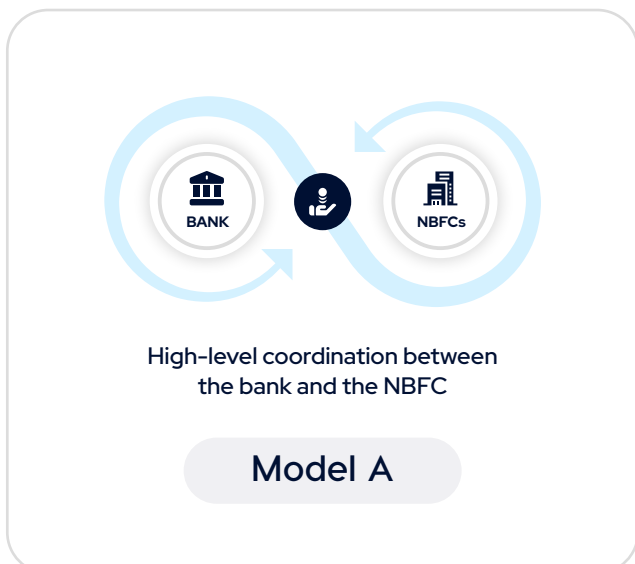 BANK
NBFCs
High-level coordination between
the bank and the NBFC
Model A